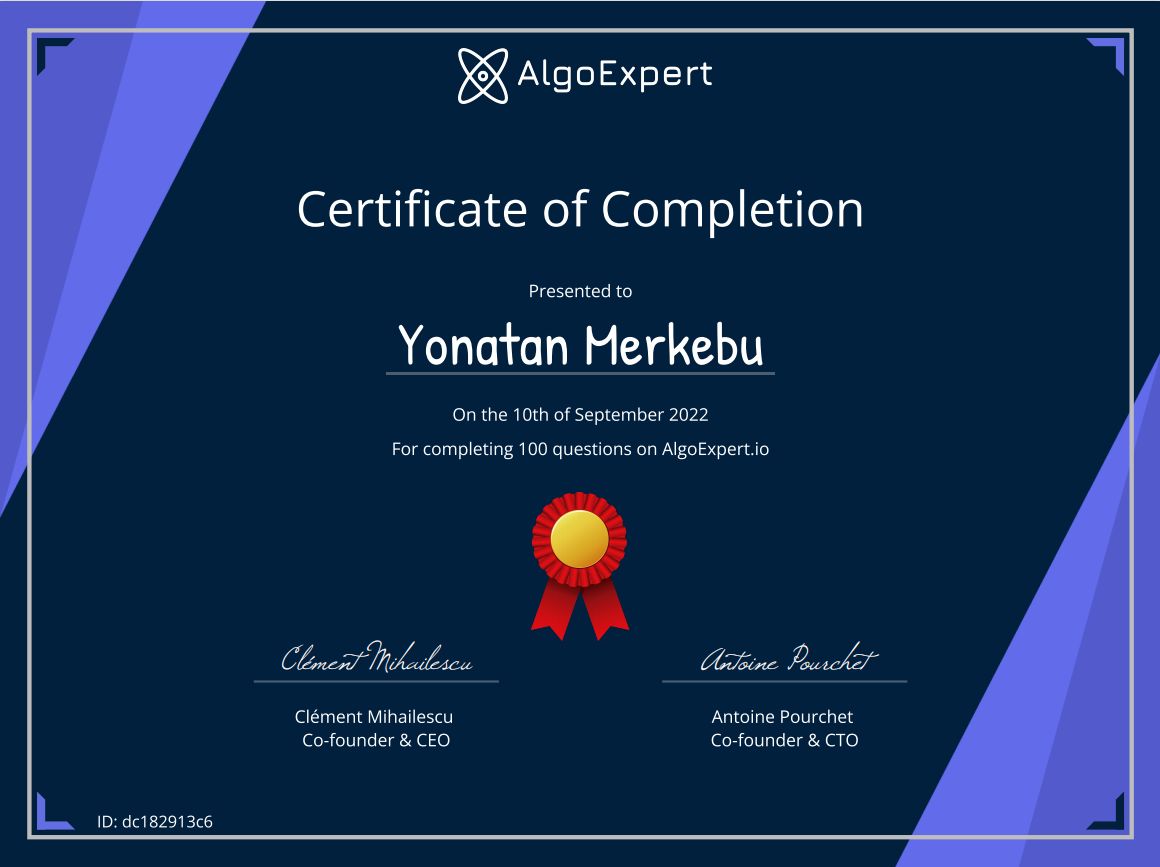 AlgoExpert
Certificate of Completion
Presented to
Yonatan Merkebu
On the 10th of September 2022
For completing 100 questions on AlgoExpert.io
Clément Mihailescu
Antoine Pourchet
Clément Mihailescu
Co-founder & CEO
Antoine Pourchet
Co-founder & CTO
ID: dc182913c6